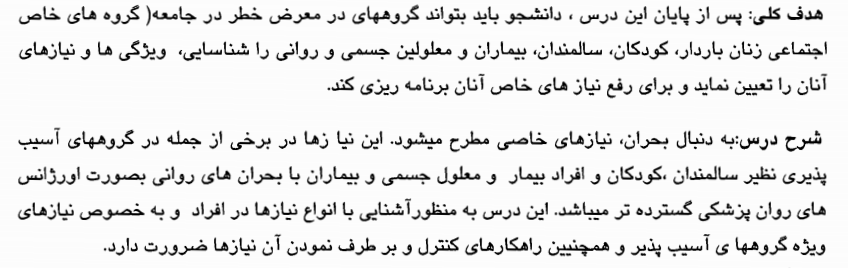 هدف کلی: پس از پایان این درس ، دانشجو باید بتواند گروههای در معرض خطر در جامعه( گروه های خاص
اجتماعی زنان باردار، کودکان، سالمندان، بیماران و معلولین جسمی و روانی را شناسایی، ویژگی ها و نیازهای
آنان را تعیین نماید و برای رفع نیاز های خاص آنان برنامه ریزی کند.
شرح درس:به دنبال بحران، نیازهای خاصی مطرح میشود. این نیا زها در برخی از جمله در گروههای آسیب
پذیری نظیر سالمندان ،کودکان و افراد بیمار و معلول جسمی و بیماران با بحران های روانی بصورت اورژانس
های روان پزشکی گسترده تر میباشد. این درس به منظورآشنایی با انواع نیازها در افراد و به خصوص نیازهای
ویژه گروهها ی آسیب پذیر و همچنیین راهکارهای کنترل و بر طرف نمودن آن نیازها ضرورت دارد.